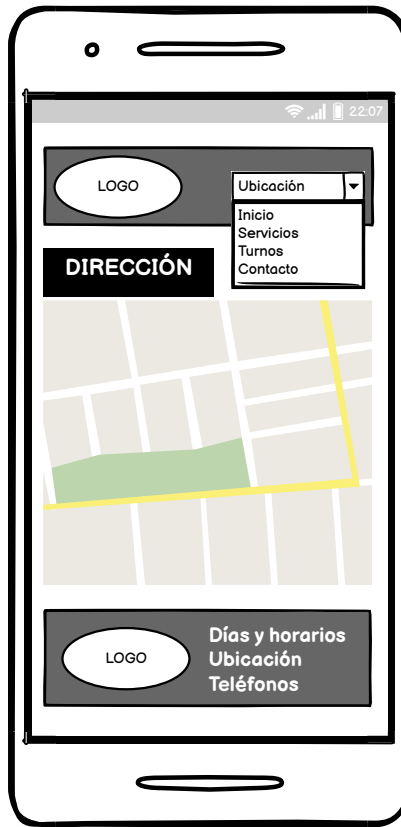 22:07
LOGO
Ubicación
Inicio
Servicios
Turnos
Contacto
DIRECCIÓN
LOGO
Días y horarios
Ubicación
Teléfonos